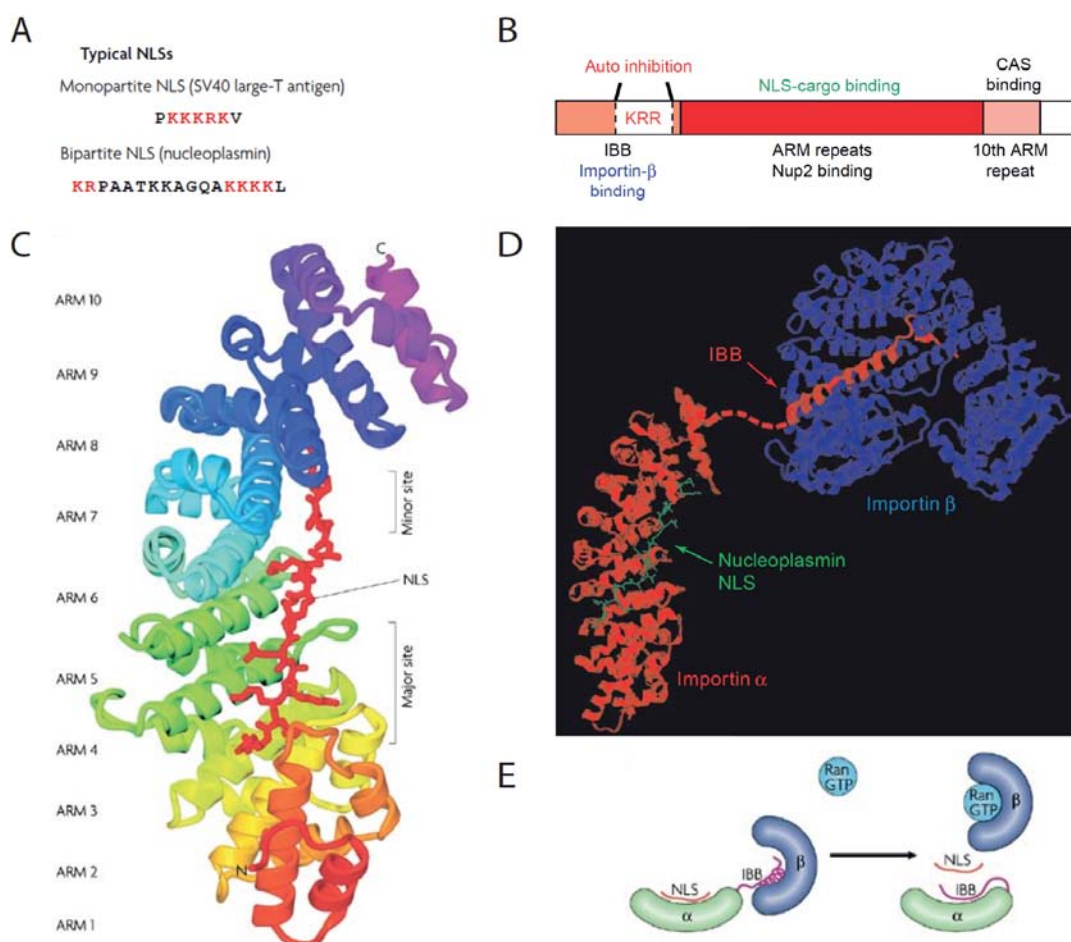 A
Typical NLSs
Monopartite NLS (SV40 large-T antigen)
PKKKRKV
Bipartite NLS (nucleoplasmin)
KRPAATKKAGQAKKKKL
B
Auto inhibition
NLS-cargo binding
CAS
binding
KRR
IBB
Importin-β
binding
ARM repeats
Nup2 binding
10th ARM
repeat
C
C
ARM 10
ARM 9
ARM 8
ARM 7
ARM 6
ARM 5
ARM 4
ARM 3
ARM 2
ARM 1
Minor site
NLS
Major site
N
D
IBB
Importin β
Nucleoplasmin
NLS
Importin α
E
Ran
GTP
NLS
α
IBB
β
Ran
GTP
β
NLS
IBB
α